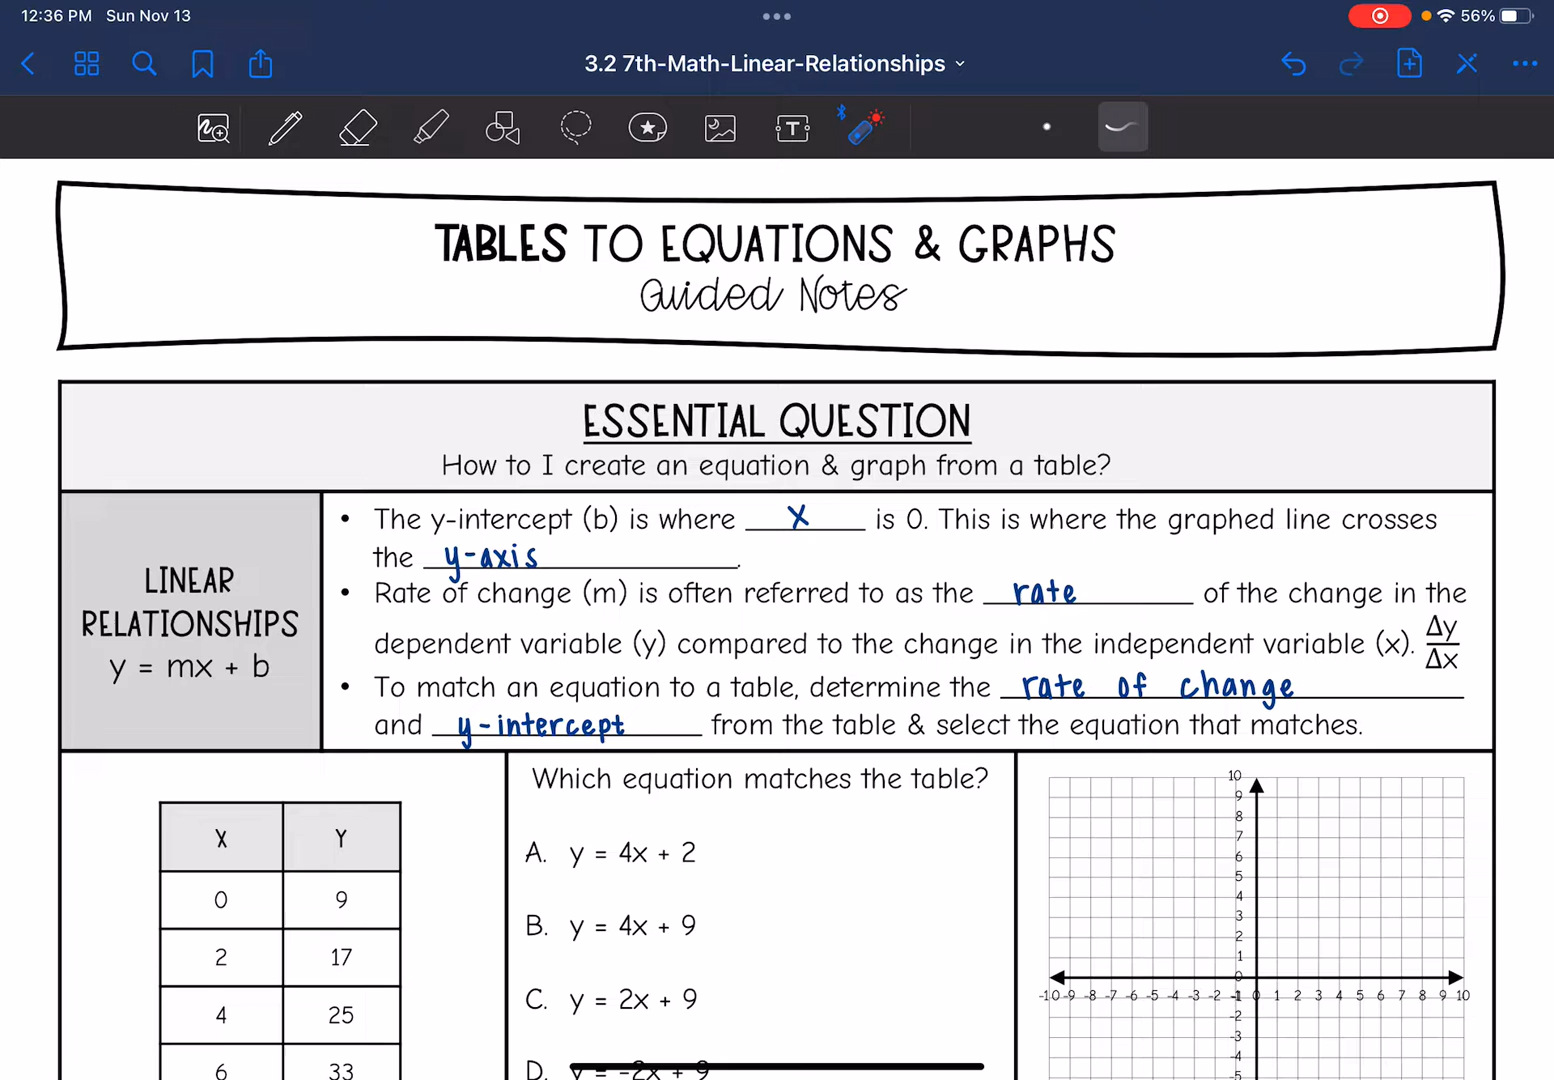 12:36 PM Sun Nov 13
56%
3.2 7th-Math-Linear-Relationships
T
TABLES TO EQUATIONS & GRAPHS
Guided Notes
ESSENTIAL QUESTION
How to I create an equation & graph from a table?
LINEAR
RELATIONSHIPS
y = mx + b
• The y-intercept (b) is where x is 0. This is where the graphed line crosses
the y-axis.
• Rate of change (m) is often referred to as the rate of the change in the
dependent variable (y) compared to the change in the independent variable (x). Δy/Δx
• To match an equation to a table, determine the rate of change
and y-intercept from the table & select the equation that matches.
X Y
0 9
2 17
4 25
6 33
Which equation matches the table?
A. y = 4x + 2
B. y = 4x + 9
C. y = 2x + 9
D. y = -2x + 9
10
9
8
7
6
5
4
3
2
1
0
-10 -9 -8 -7 -6 -5 -4 -3 -2 -1 0 1 2 3 4 5 6 7 8 9 10
-2
-3
-4
-5